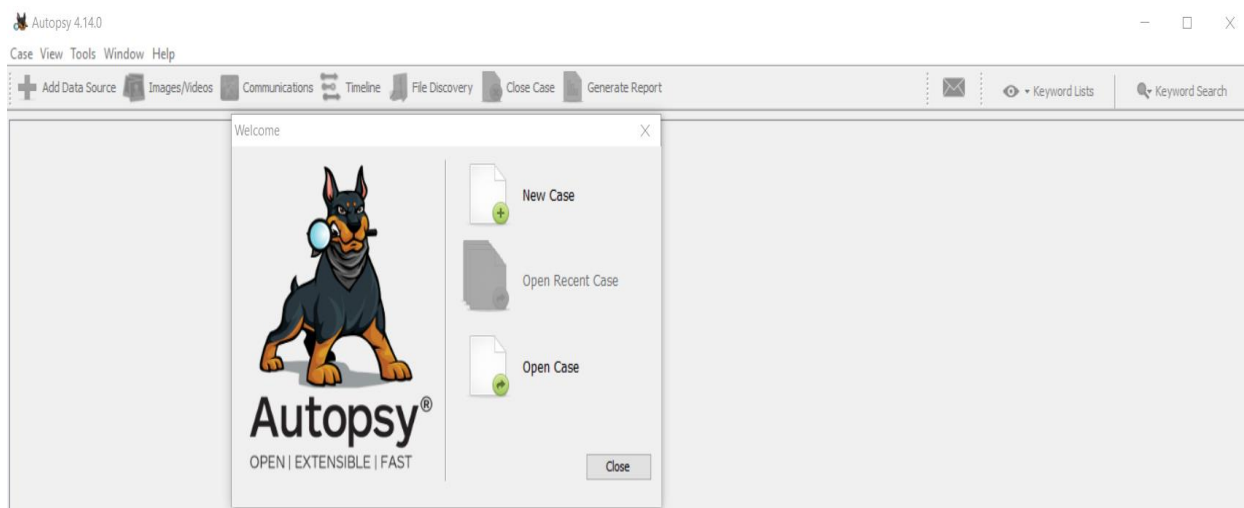 Autopsy 4.14.0
Case View Tools Window Help
Add Data Source Images/Videos Communications Timeline File Discovery Close Case Generate Report Keyword Lists Keyword Search
Welcome
New Case
Open Recent Case
Open Case
Autopsy®
OPEN | EXTENSIBLE | FAST
Close